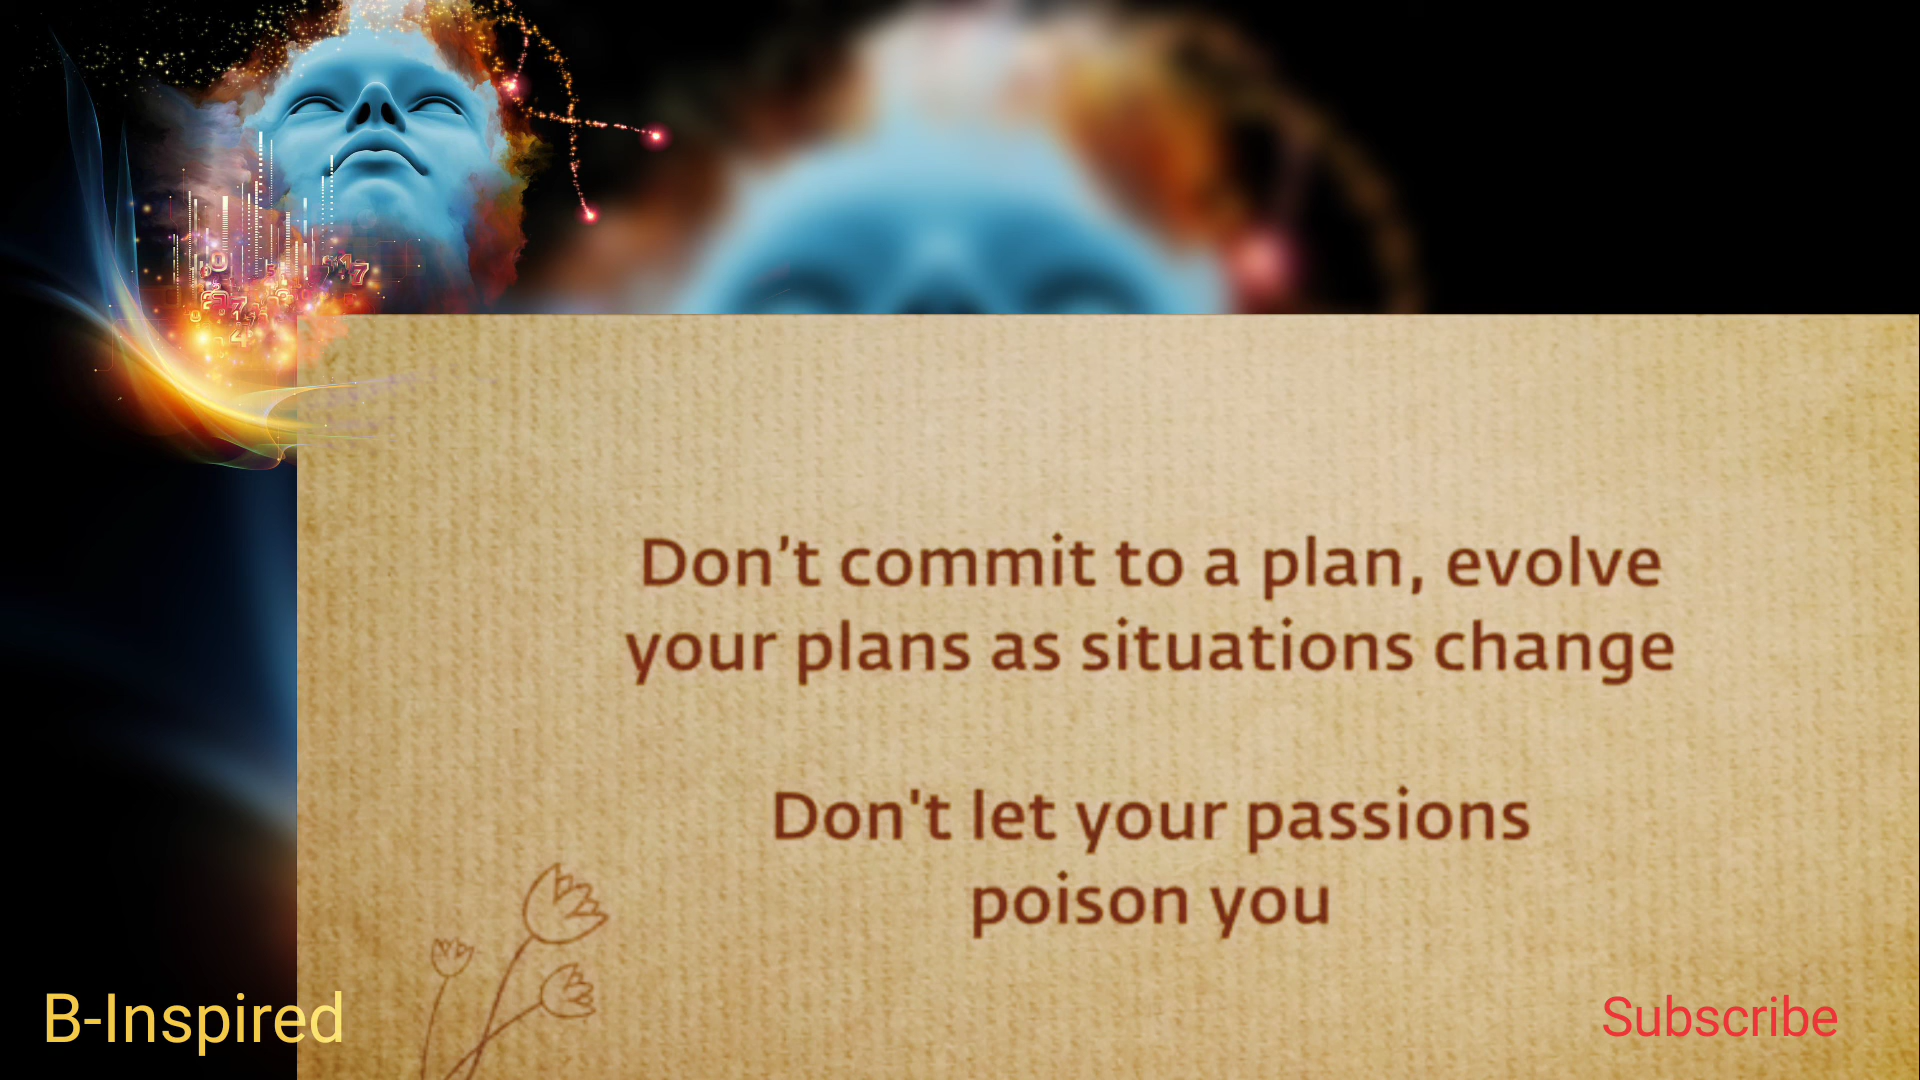 Don't commit to a plan, evolve
your plans as situations change
Don't let your passions
poison you
B-Inspired
Subscribe